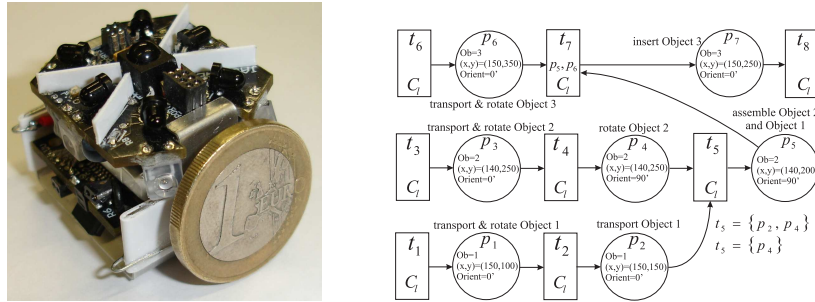 t6
p6
Ob=3
(x,y)=(150,350)
Orient=0'
t7
p5, p6
Cl
Cl
insert Object 3
p7
Ob=3
(x,y)=(150,250)
Orient=0'
t8
Cl
transport & rotate Object 3
assemble Object 2
and Object 1
transport & rotate Object 2
t3
p3
Ob=2
(x,y)=(140,250)
Orient=0'
Cl
t4
Cl
rotate Object 2
p4
Ob=2
(x,y)=(140,250)
Orient=90'
t5
Cl
p5
Ob=2
(x,y)=(140,200)
Orient=90'
t5 = { p2 , p4 }
t5 = { p4 }
transport & rotate Object 1
t1
p1
Ob=1
(x,y)=(150,100)
Orient=0'
Cl
t2
Cl
transport Object 1
p2
Ob=1
(x,y)=(150,150)
Orient=0'
1
EURO